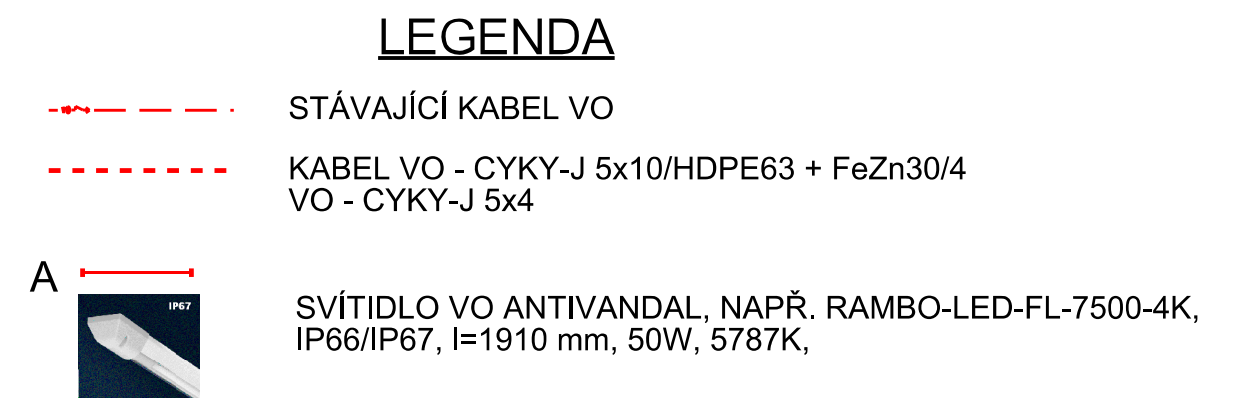 LEGENDA
STÁVAJÍCÍ KABEL VO
KABEL VO - CYKY-J 5x10/HDPE63 + FeZn30/4
VO - CYKY-J 5x4
A
IP67
SVÍTIDLO VO ANTIVANDAL, NAPŘ. RAMBO-LED-FL-7500-4K,
IP66/IP67, l=1910 mm, 50W, 5787K,